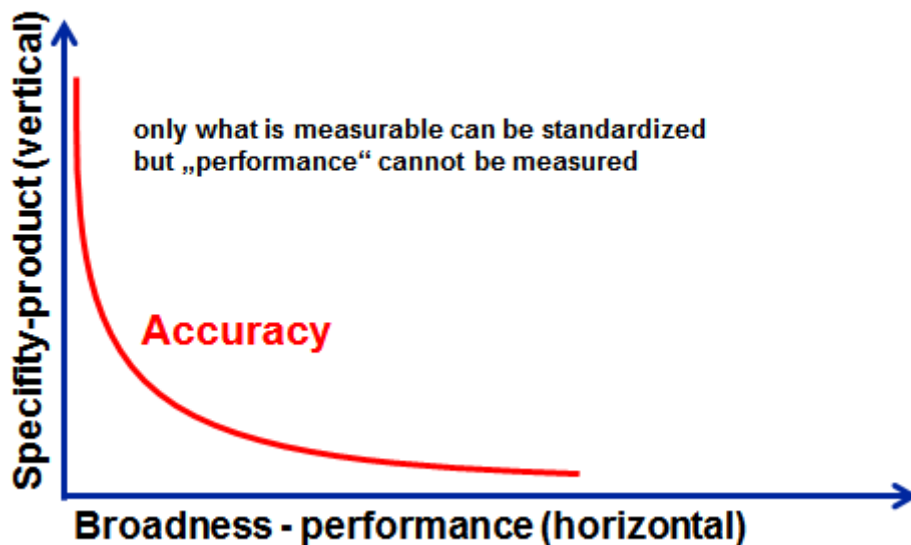 Specifity-product (vertical)
only what is measurable can be standardized
but „performance“ cannot be measured
Accuracy
Broadness - performance (horizontal)